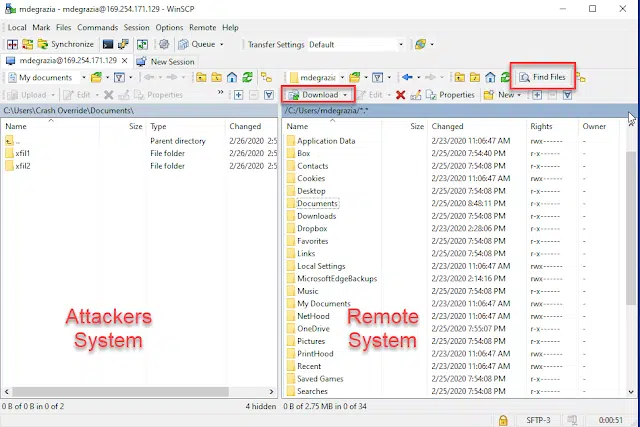 mdegrazia@169.254.171.129 - WinSCP
Local Mark Files Commands Session Options Remote Help
Synchronize Queue Transfer Settings Default
mdegrazia@169.254.171.129 New Session
My documents mdegrazia Find Files
Upload Edit Properties Download Edit Properties New
C:\Users\Crash Override\Documents\ /C:/Users/mdegrazia/*.*
Name Size Type Changed
.. Parent directory 2/26/2020 2:5
xfil1 File folder 2/26/2020 2:5
xfil2 File folder 2/26/2020 2:5
Attackers
System
0 B of 0 B in 0 of 2 4 hidden
Name Size Changed Rights Owner
Application Data 2/23/2020 11:06:47 AM rwx------ -
Box 2/25/2020 7:54:40 PM r-x------ -
Contacts 2/25/2020 7:54:08 PM r-x------ -
Cookies 2/23/2020 11:06:47 AM rwx------ -
Desktop 2/25/2020 7:54:08 PM r-x------ -
Documents 2/25/2020 8:48:11 PM r-x------ -
Downloads 2/25/2020 7:54:08 PM r-x------ -
Dropbox 2/23/2020 2:28:06 PM r-x------ -
Favorites 2/25/2020 7:54:08 PM r-x------ -
Links 2/25/2020 7:54:08 PM r-x------ -
Local Settings 2/23/2020 11:06:47 AM rwx------ -
MicrosoftEdgeBackups 2/23/2020 2:14:16 PM rwx------ -
Music 2/25/2020 7:54:08 PM r-x------ -
My Documents 2/23/2020 11:06:47 AM rwx------ -
NetHood 2/23/2020 11:06:47 AM rwx------ -
OneDrive 2/25/2020 7:55:07 PM r-x------ -
Pictures 2/25/2020 7:54:08 PM r-x------ -
PrintHood 2/23/2020 11:06:47 AM rwx------ -
Recent 2/23/2020 11:06:47 AM rwx------ -
Saved Games 2/25/2020 7:54:08 PM r-x------ -
Searches 2/25/2020 7:54:08 PM r-x------ -
Remote
System
0 B of 2.75 MB in 0 of 34
SFTP-3 0:00:51